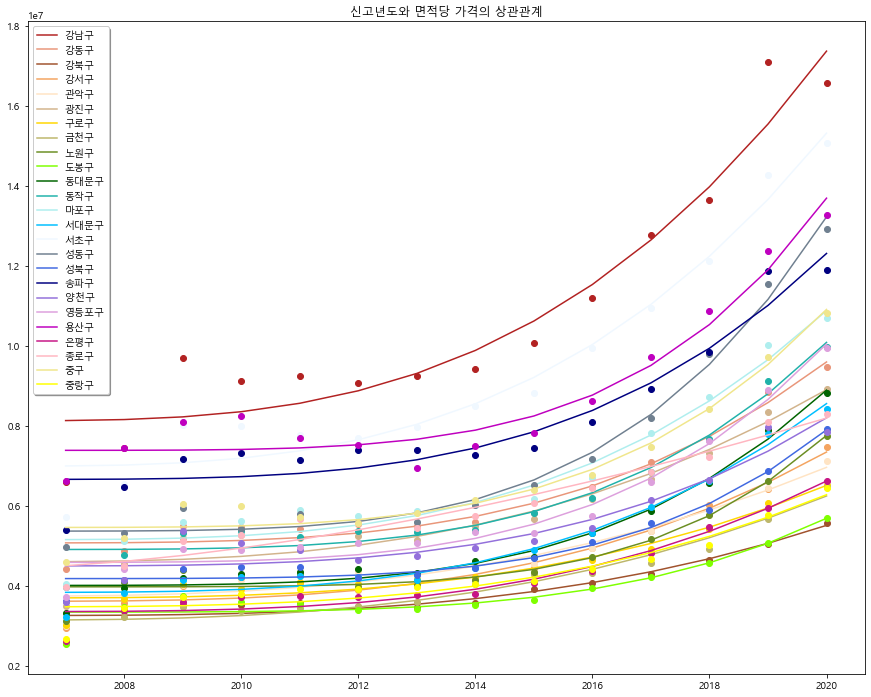 신고년도와 면적당 가격의 상관관계
1e7
강남구
강동구
강북구
강서구
관악구
광진구
구로구
금천구
노원구
도봉구
동대문구
동작구
마포구
서대문구
서초구
성동구
성북구
송파구
양천구
영등포구
용산구
은평구
종로구
중구
중랑구
1.8
1.6
1.4
1.2
1.0
0.8
0.6
0.4
0.2
2008
2010
2012
2014
2016
2018
2020